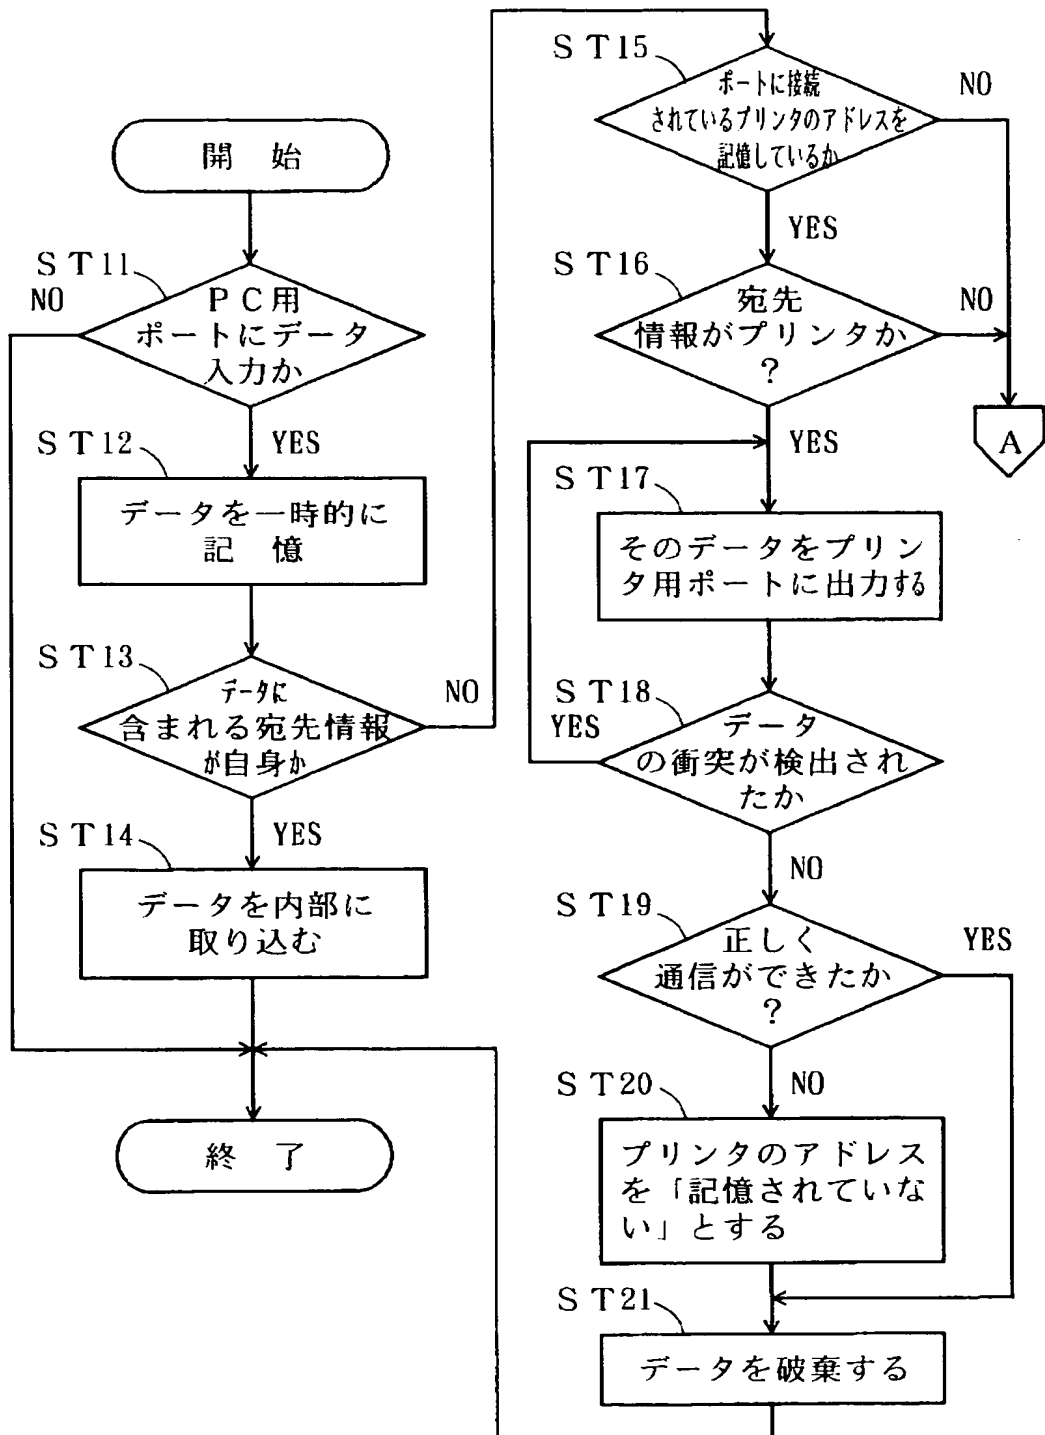 開 始
ST11
NO
PC用
ポートにデータ
入力か
YES
ST12
データを一時的に
記 憶
ST13
データに
含まれる宛先情報
が自身か
NO
YES
ST14
データを内部に
取り込む
終 了
ST15
ポートに接続
されているプリンタのアドレスを
記憶しているか
NO
YES
ST16
宛先
情報がプリンタか
?
NO
YES
A
ST17
そのデータをプリン
タ用ポートに出力する
ST18
YES
データ
の衝突が検出され
たか
NO
ST19
正しく
通信ができたか
?
YES
NO
ST20
プリンタのアドレス
を「記憶されていな
い」とする
ST21
データを破棄する